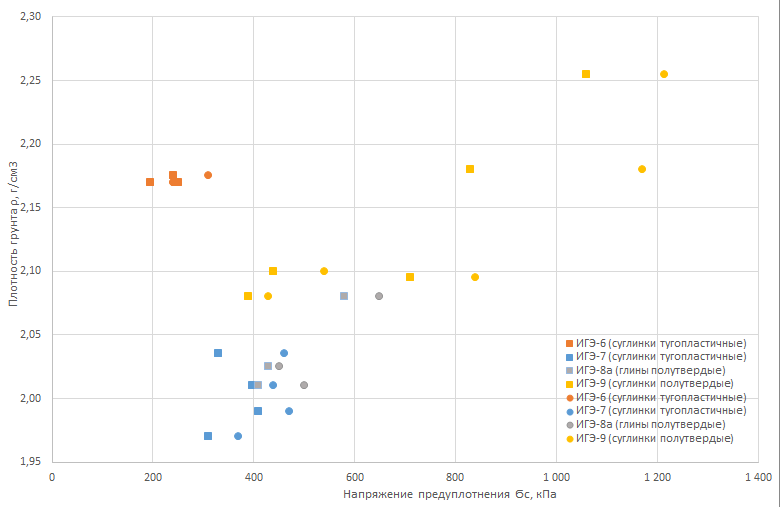 2,30
2,25
2,20
2,15
2,10
2,05
2,00
1,95
Плотность грунта ρ, г/см3
ИГЭ-6 (суглинки тугопластичные)
ИГЭ-7 (суглинки тугопластичные)
ИГЭ-8а (глины полутвердые)
ИГЭ-9 (суглинки полутвердые)
ИГЭ-6 (суглинки тугопластичные)
ИГЭ-7 (суглинки тугопластичные)
ИГЭ-8а (глины полутвердые)
ИГЭ-9 (суглинки полутвердые)
0 200 400 600 800 1 000 1 200 1 400
Напряжение предуплотнения Ϭc, кПа